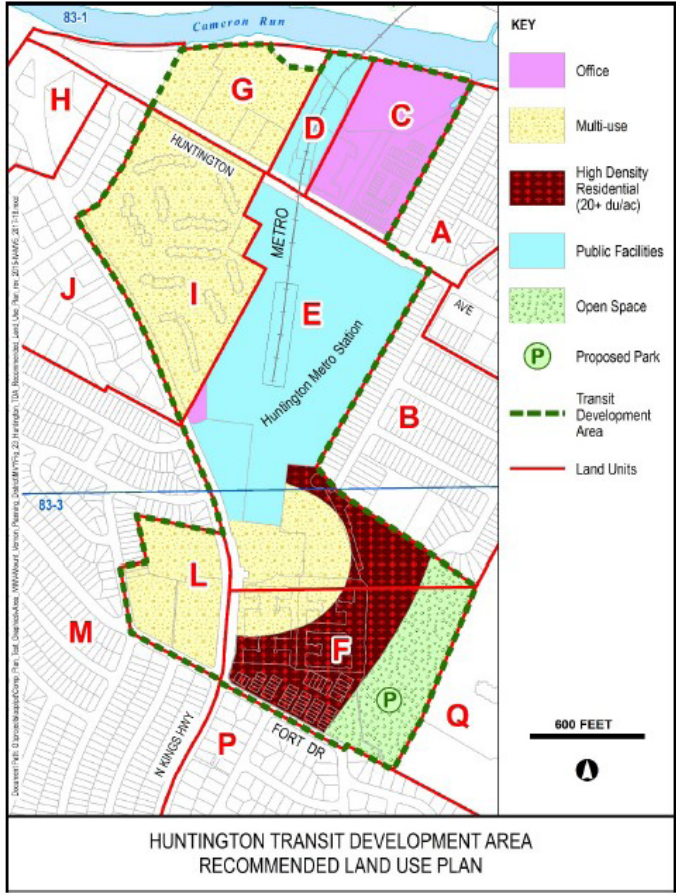 83-1
Cameron Run
H
G
D
C
HUNTINGTON
METRO
A
AVE
J
I
E
Huntington Metro Station
B
83-3
L
M
F
P
Q
N KINGS HWY
P
FORT DR
KEY
Office
Multi-use
High Density
Residential
(20+ du/ac)
Public Facilities
Open Space
P
Proposed Park
Transit
Development
Area
Land Units
600 FEET
HUNTINGTON TRANSIT DEVELOPMENT AREA
RECOMMENDED LAND USE PLAN